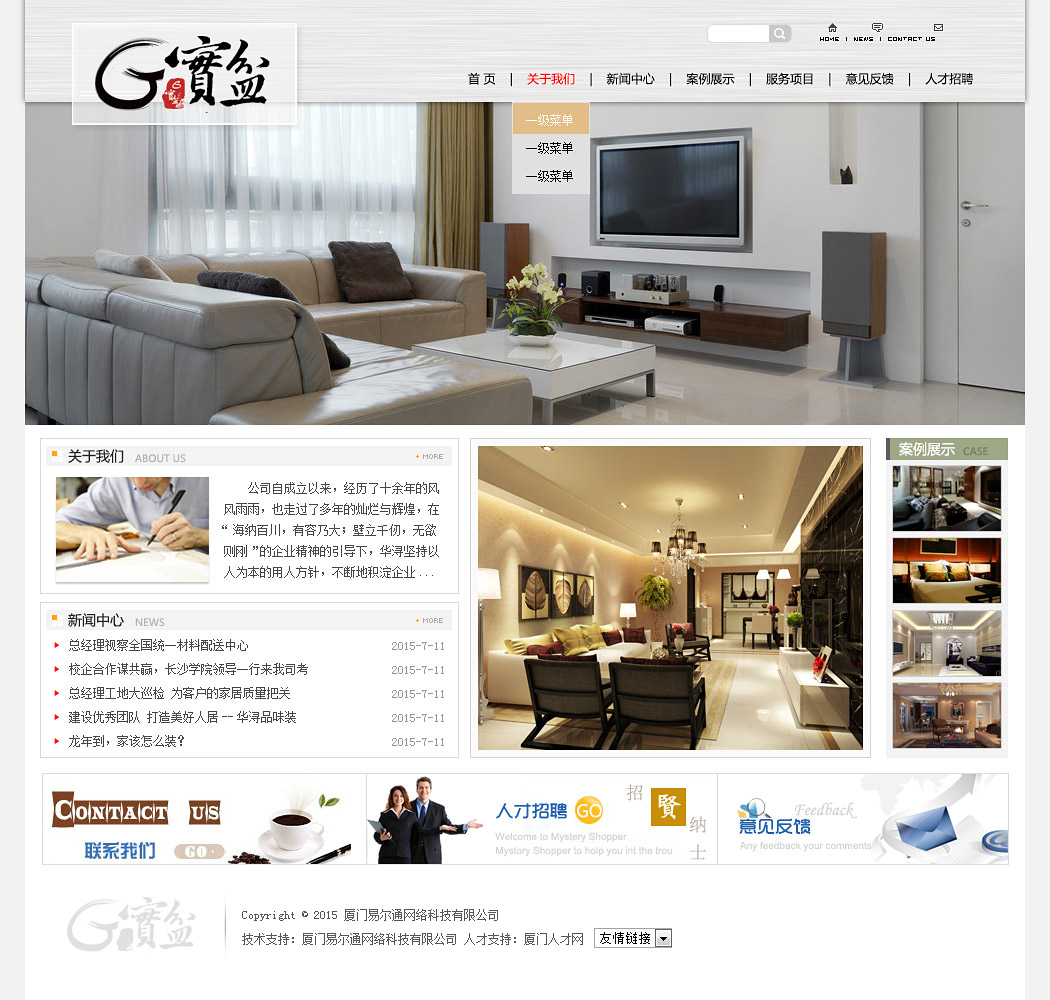 G寶盆
HOME | NEWS | CONTACT US
首 页 | 关于我们 | 新闻中心 | 案例展示 | 服务项目 | 意见反馈 | 人才招聘
一级菜单
一级菜单
一级菜单
关于我们 ABOUT US MORE
公司自成立以来，经历了十余年的风
风雨雨，也走过了多年的灿烂与辉煌，在
“ 海纳百川，有容乃大；壁立千仞，无欲
则刚 ”的企业精神的引导下，华浔坚持以
人为本的用人方针，不断地积淀企业 ...
新闻中心 NEWS MORE
总经理视察全国统一材料配送中心 2015-7-11
校企合作谋共赢，长沙学院领导一行来我司考 2015-7-11
总经理工地大巡检 为客户的家居质量把关 2015-7-11
建设优秀团队 打造美好人居 -- 华浔品味装 2015-7-11
龙年到，家该怎么装？ 2015-7-11
案例展示 CASE
CONTACT US
联系我们 GO
人才招聘 GO
招 賢 纳 士
Welcome to Mystery Shopper
Mystory Shopper to hoip you int the trou
Feedback
意见反馈
Any feedback your comments
G寶盆
Copyright © 2015 厦门易尔通网络科技有限公司
技术支持：厦门易尔通网络科技有限公司 人才支持：厦门人才网 友情链接